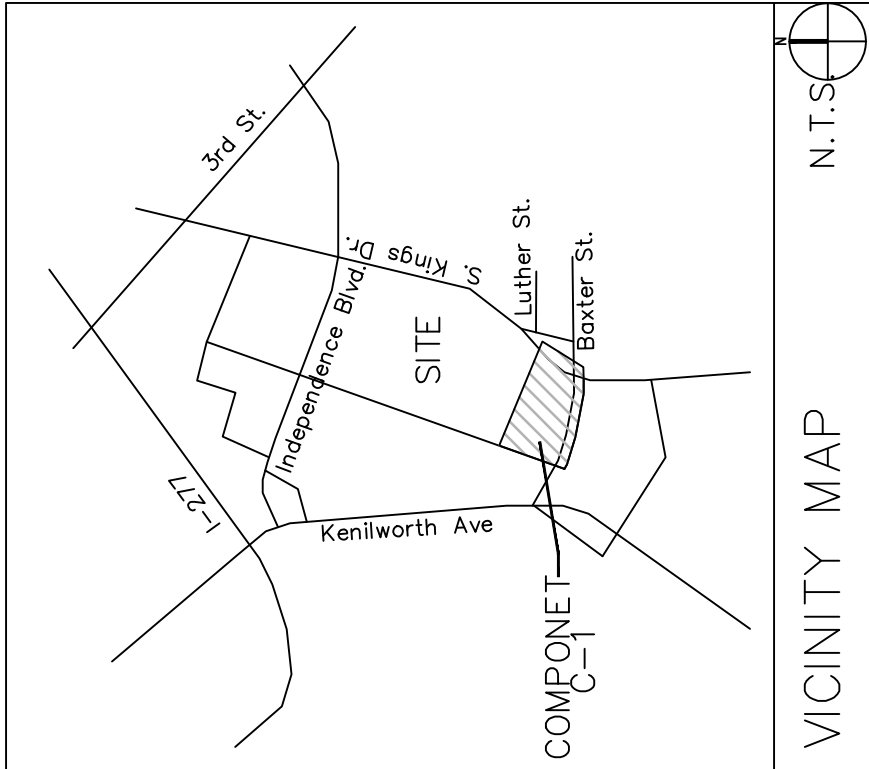 3rd St.
S. Kings Dr.
Independence Blvd.
I-277
Kenilworth Ave
SITE
Luther St.
Baxter St.
COMPONET
C-1
VICINITY MAP
N.T.S.
N